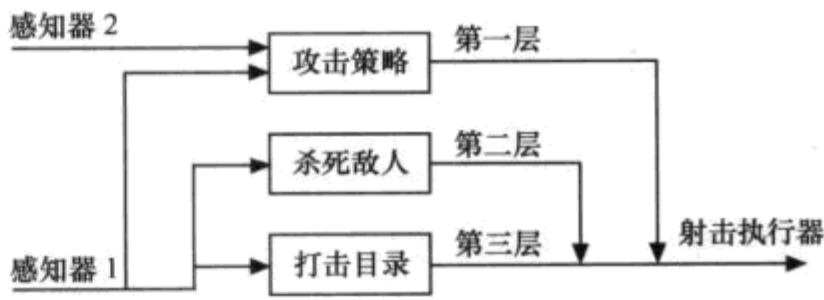 感知器 2
攻击策略
第一层
杀死敌人
第二层
射击执行器
感知器 1
打击目录
第三层